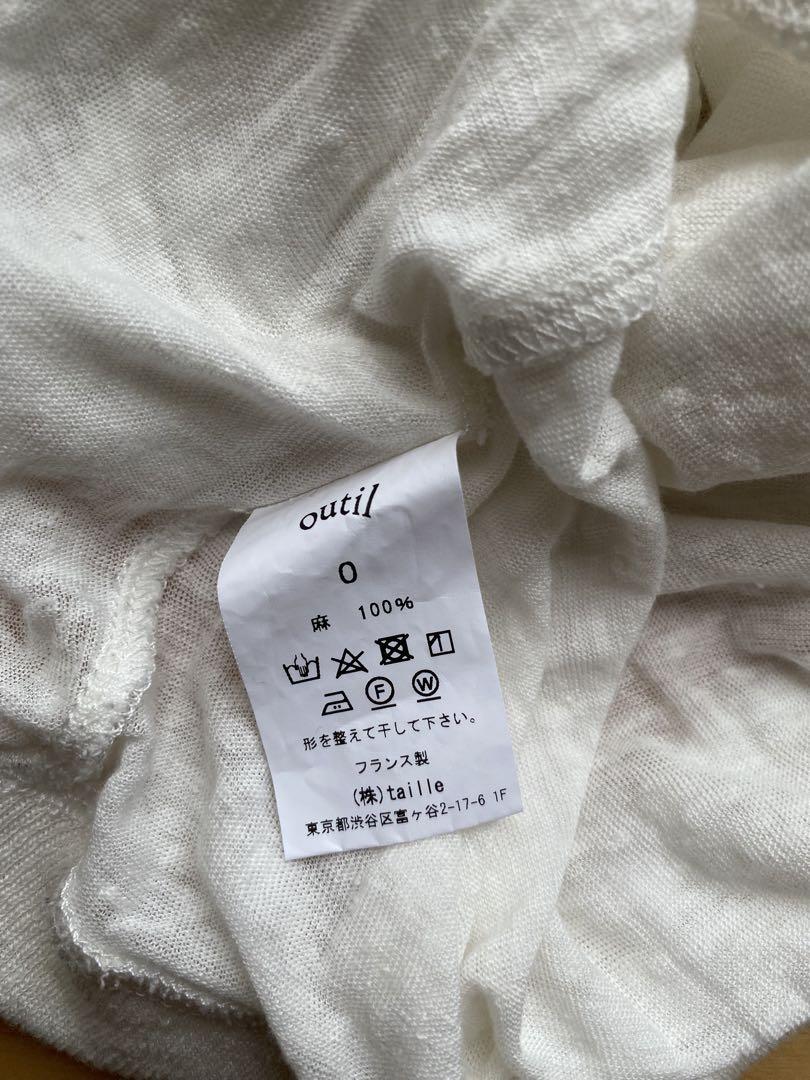 outil
0
麻 100%
F W
形を整えて干して下さい。
フランス製
(株)taille
東京都渋谷区富ケ谷2-17-6 1F